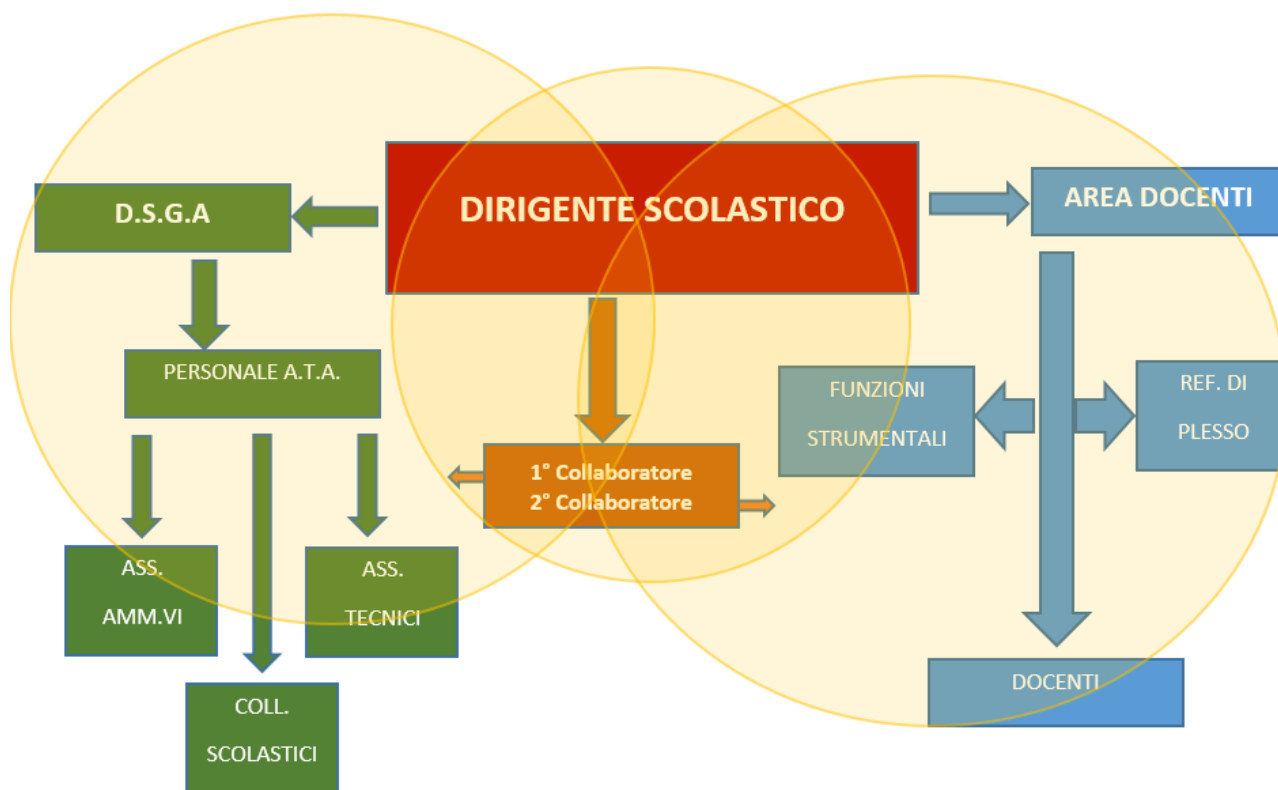 DIRIGENTE SCOLASTICO
D.S.G.A
AREA DOCENTI
PERSONALE A.T.A.
FUNZIONI
STRUMENTALI
REF. DI
PLESSO
1° Collaboratore
2° Collaboratore
ASS.
AMM.VI
ASS.
TECNICI
COLL.
SCOLASTICI
DOCENTI